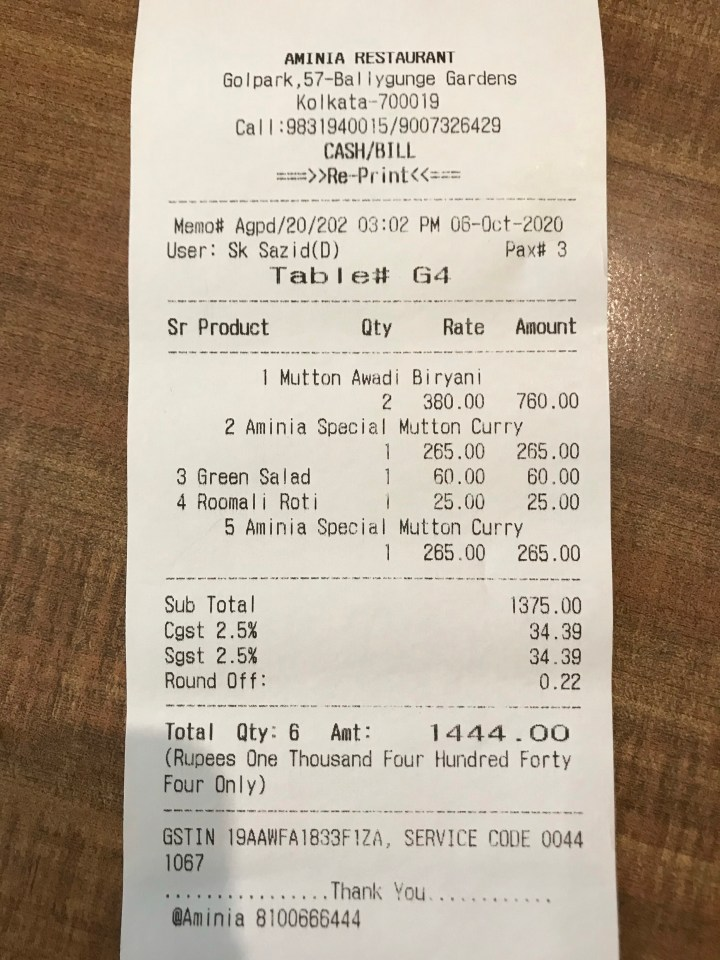 AMINIA RESTAURANT
Golpark,57-Ballygunge Gardens
Kolkata-700019
Call:9831940015/9007326429
CASH/BILL
===>>Re-Print<<===
Memo# Agpd/20/202 03:02 PM 06-Oct-2020
User: Sk Sazid(D) Pax# 3
Table# G4
Sr Product Qty Rate Amount
1 Mutton Awadi Biryani
2 380.00 760.00
2 Aminia Special Mutton Curry
1 265.00 265.00
3 Green Salad 1 60.00 60.00
4 Roomali Roti 1 25.00 25.00
5 Aminia Special Mutton Curry
1 265.00 265.00
Sub Total 1375.00
Cgst 2.5% 34.39
Sgst 2.5% 34.39
Round Off: 0.22
Total Qty: 6 Amt: 1444.00
(Rupees One Thousand Four Hundred Forty
Four Only)
GSTIN 19AAWFA1833F1ZA, SERVICE CODE 0044
1067
................Thank You............
@Aminia 8100666444